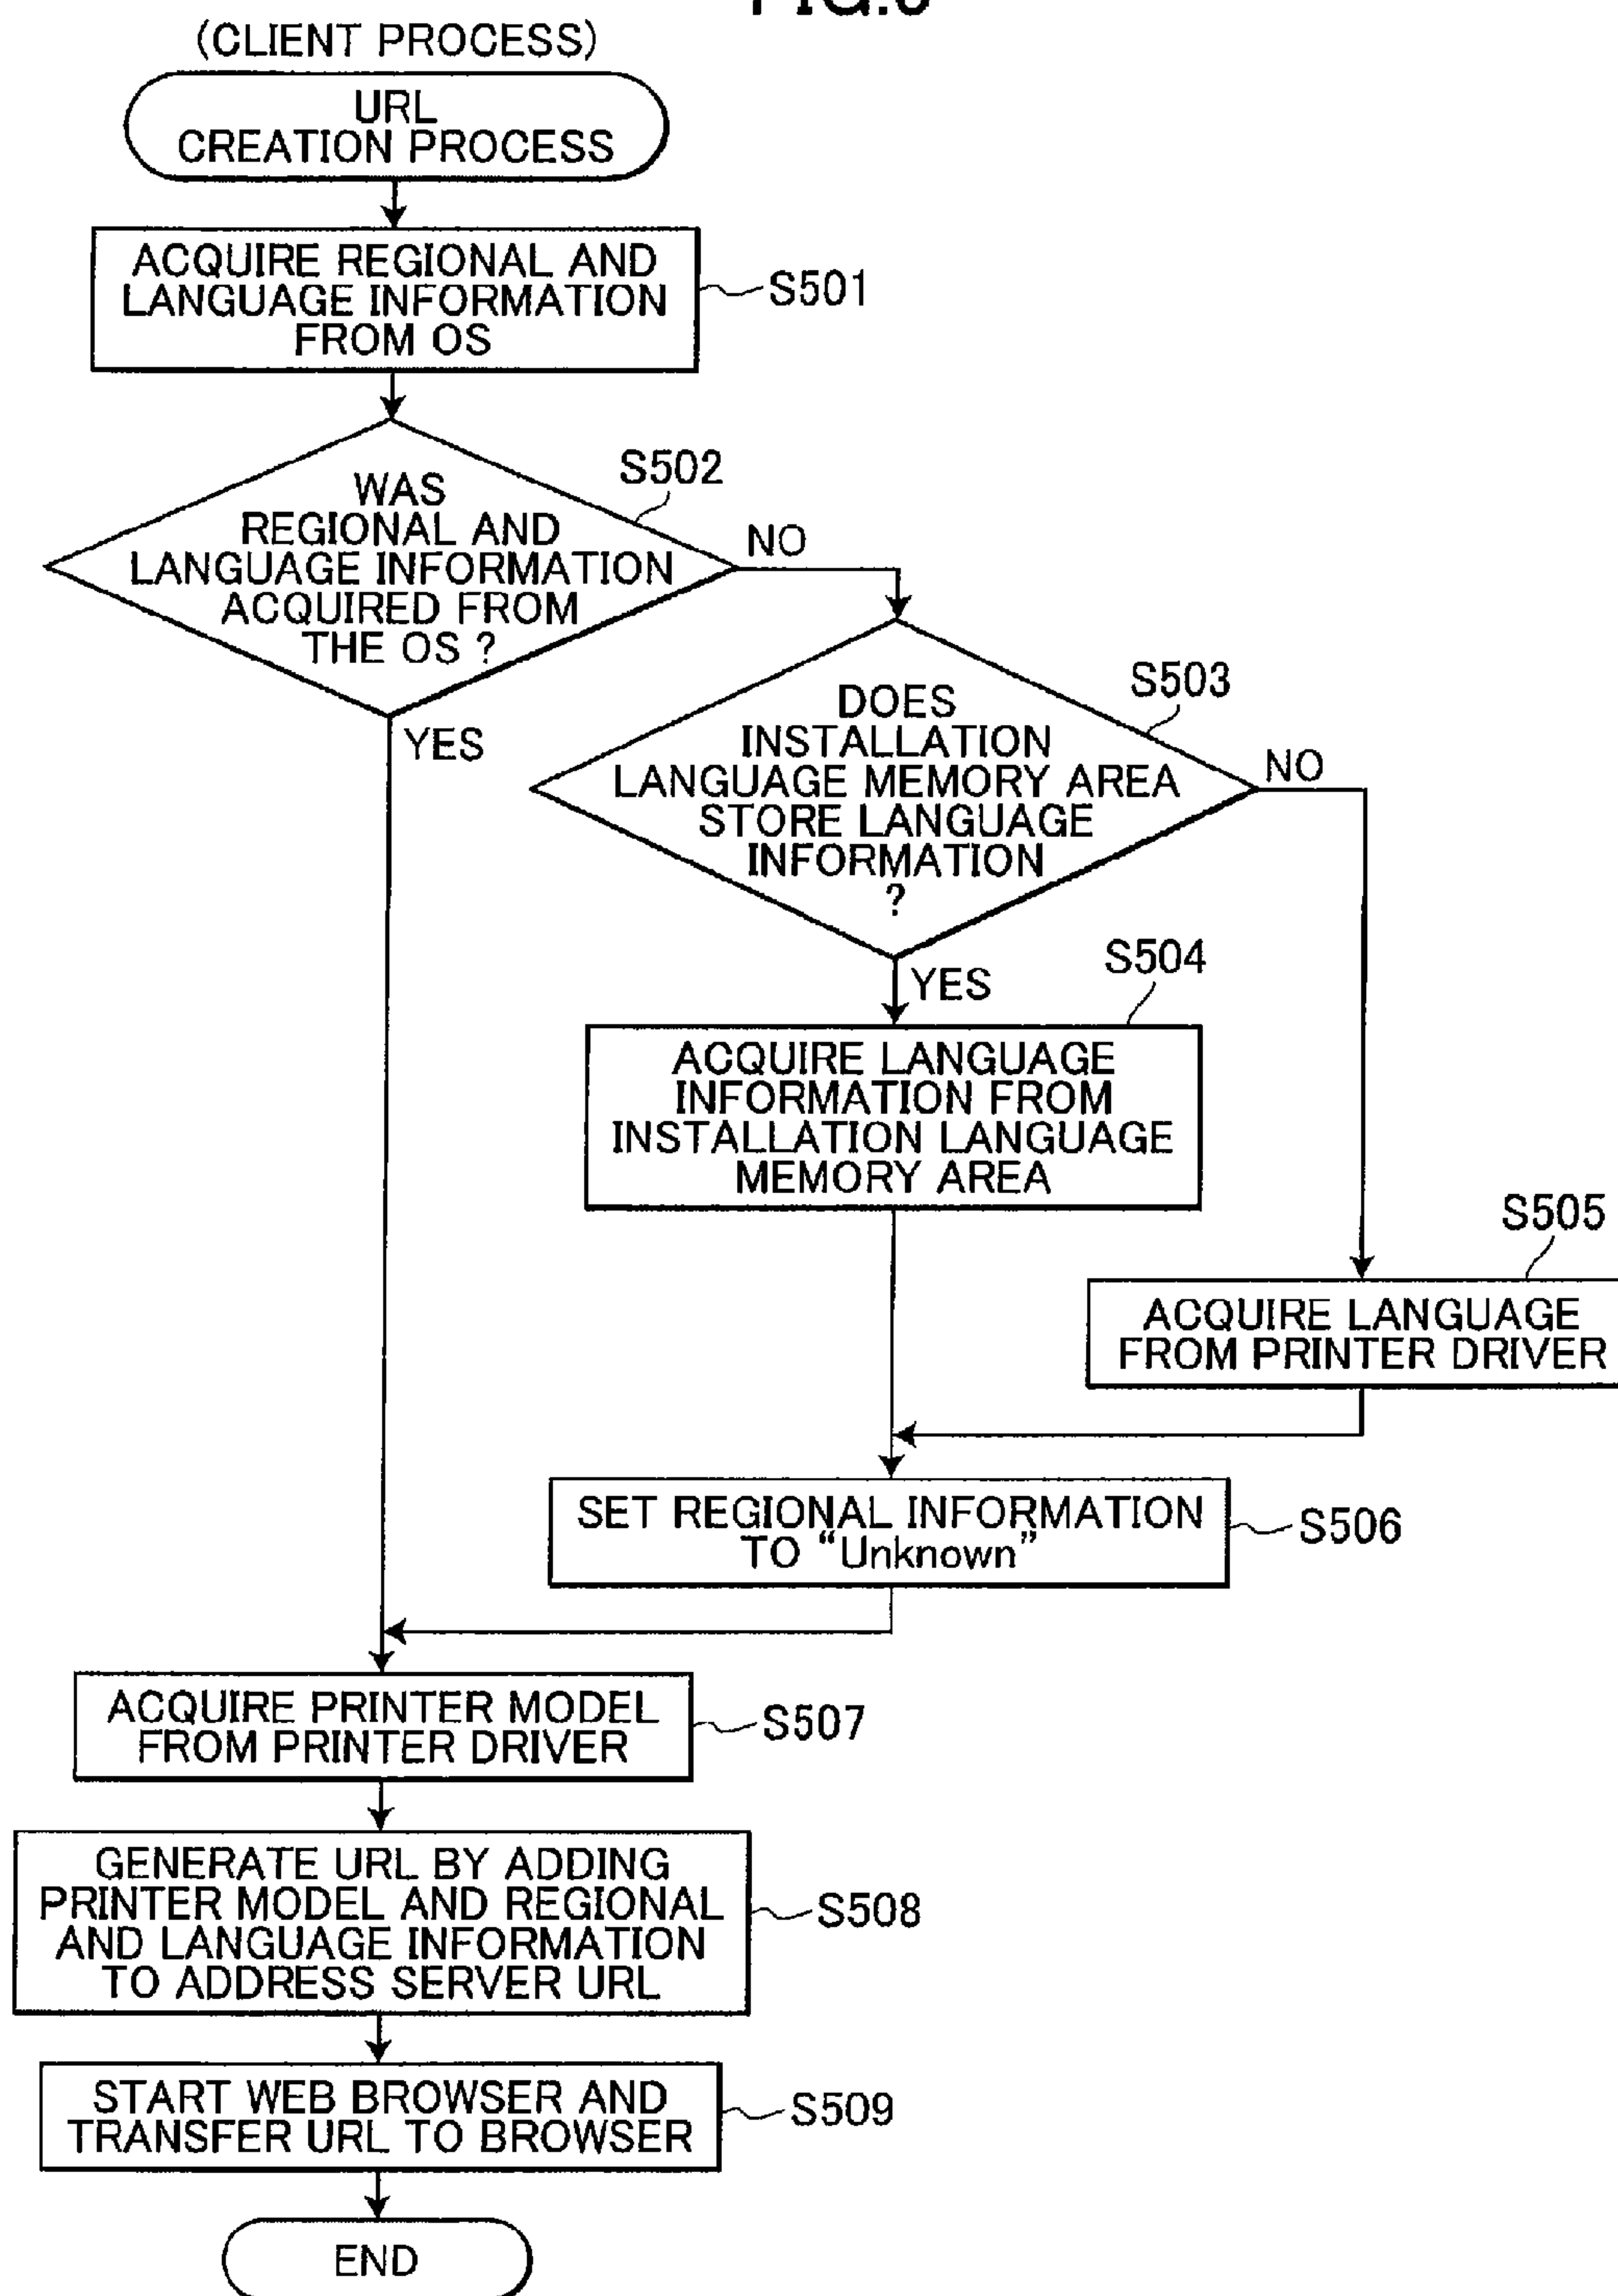 (CLIENT PROCESS)
URL
CREATION PROCESS
ACQUIRE REGIONAL AND
LANGUAGE INFORMATION
FROM OS
S501
S502
WAS
REGIONAL AND
LANGUAGE INFORMATION
ACQUIRED FROM
THE OS ?
NO
YES
S503
DOES
INSTALLATION
LANGUAGE MEMORY AREA
STORE LANGUAGE
INFORMATION
?
NO
YES
S504
ACQUIRE LANGUAGE
INFORMATION FROM
INSTALLATION LANGUAGE
MEMORY AREA
S505
ACQUIRE LANGUAGE
FROM PRINTER DRIVER
SET REGIONAL INFORMATION
TO “Unknown”
S506
ACQUIRE PRINTER MODEL
FROM PRINTER DRIVER
S507
GENERATE URL BY ADDING
PRINTER MODEL AND REGIONAL
AND LANGUAGE INFORMATION
TO ADDRESS SERVER URL
S508
START WEB BROWSER AND
TRANSFER URL TO BROWSER
S509
END